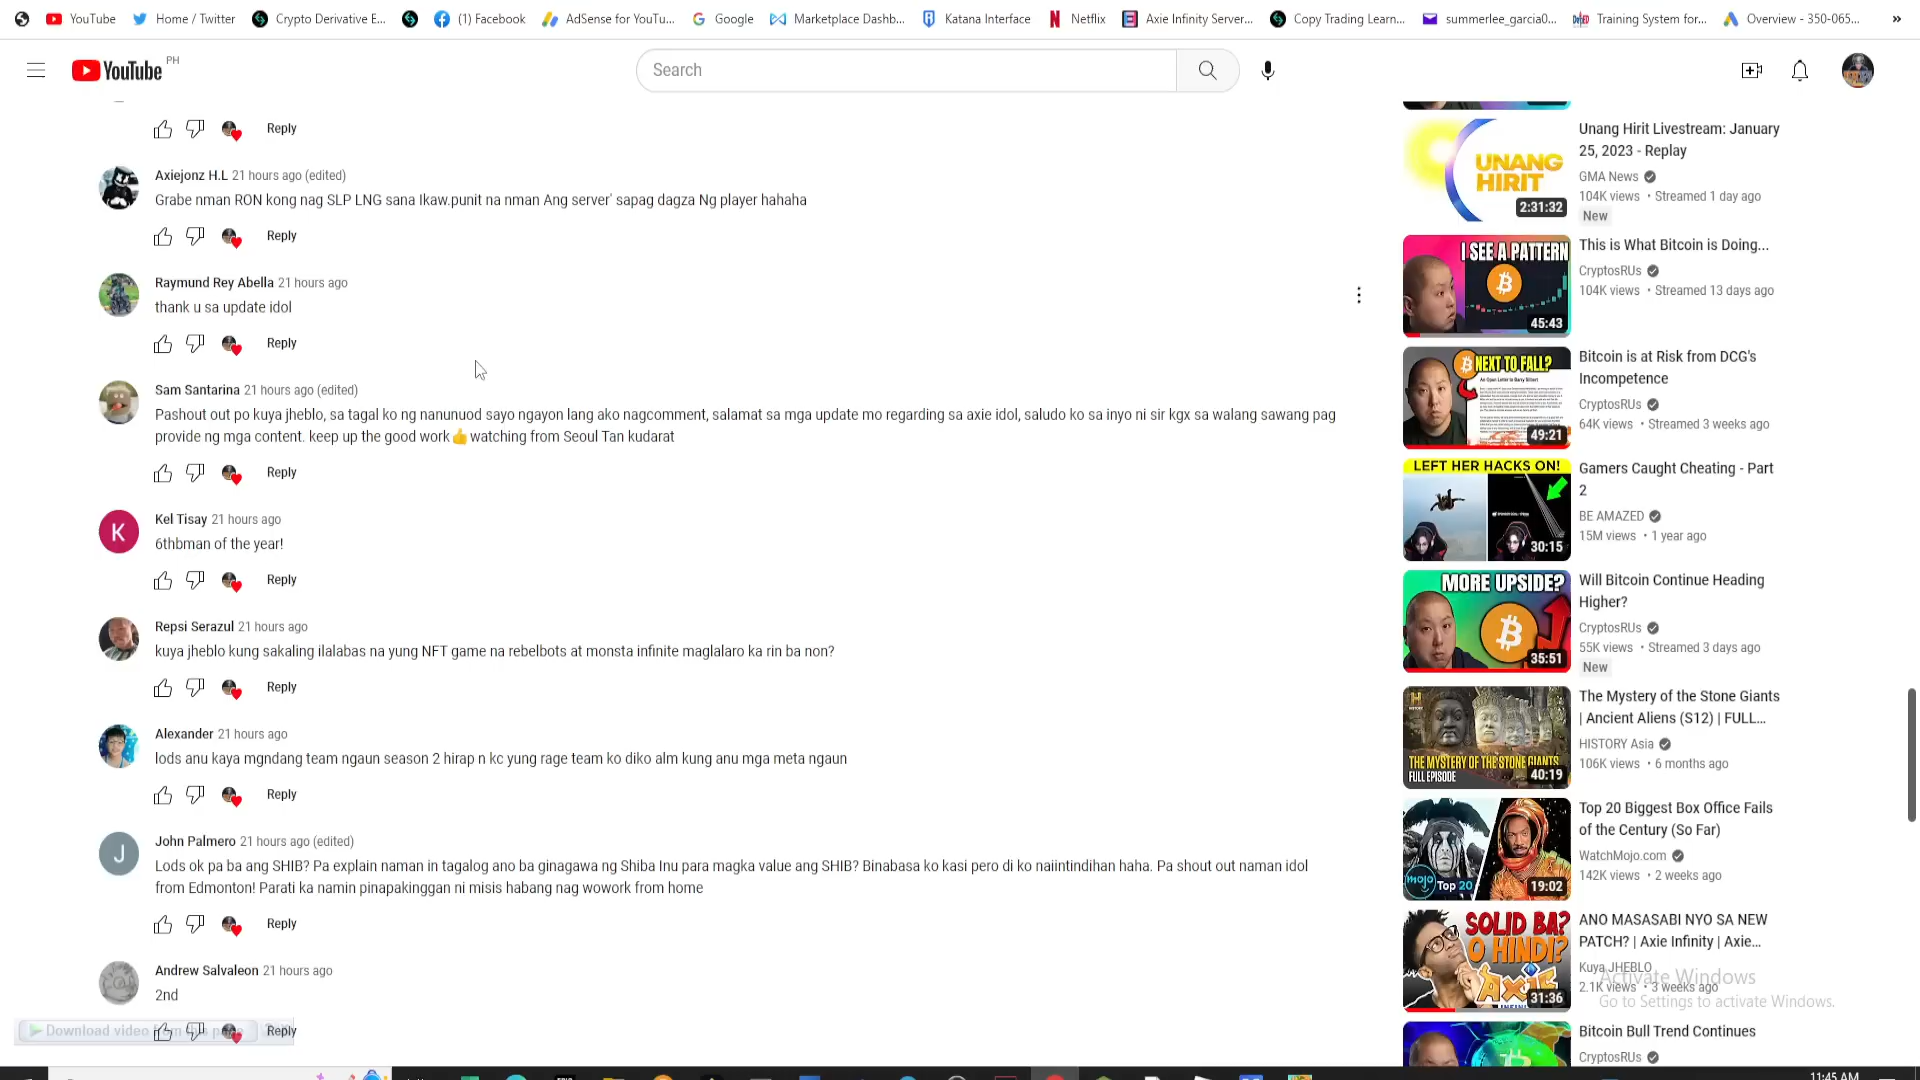 YouTube
Home / Twitter
Crypto Derivative E...
(1) Facebook
AdSense for YouTu...
Google
Marketplace Dashb...
Katana Interface
Netflix
Axie Infinity Server...
Copy Trading Learn...
summerlee_garcia0...
Training System for...
Overview - 350-065...
»
YouTube PH
Search
Reply
Axiejonz H.L 21 hours ago (edited)
Grabe nman RON kong nag SLP LNG sana Ikaw.punit na nman Ang server' sapag dagza Ng player hahaha
Reply
Raymund Rey Abella 21 hours ago
thank u sa update idol
Reply
Sam Santarina 21 hours ago (edited)
Pashout out po kuya jheblo, sa tagal ko ng nanunuod sayo ngayon lang ako nagcomment, salamat sa mga update mo regarding sa axie idol, saludo ko sa inyo ni sir kgx sa walang sawang pag
provide ng mga content. keep up the good work👍watching from Seoul Tan kudarat
Reply
K
Kel Tisay 21 hours ago
6thbman of the year!
Reply
Repsi Serazul 21 hours ago
kuya jheblo kung sakaling ilalabas na yung NFT game na rebelbots at monsta infinite maglalaro ka rin ba non?
Reply
Alexander 21 hours ago
lods anu kaya mgndang team ngaun season 2 hirap n kc yung rage team ko diko alm kung anu mga meta ngaun
Reply
J
John Palmero 21 hours ago (edited)
Lods ok pa ba ang SHIB? Pa explain naman in tagalog ano ba ginagawa ng Shiba Inu para magka value ang SHIB? Binabasa ko kasi pero di ko naiintindihan haha. Pa shout out naman idol
from Edmonton! Parati ka namin pinapakinggan ni misis habang nag wowork from home
Reply
Andrew Salvaleon 21 hours ago
2nd
Download video
Reply
UNANG
HIRIT
2:31:32
Unang Hirit Livestream: January
25, 2023 - Replay
GMA News
104K views • Streamed 1 day ago
New
I SEE A PATTERN
45:43
This is What Bitcoin is Doing...
CryptosRUs
104K views • Streamed 13 days ago
NEXT TO FALL?
49:21
Bitcoin is at Risk from DCG's
Incompetence
CryptosRUs
64K views • Streamed 3 weeks ago
LEFT HER HACKS ON!
30:15
Gamers Caught Cheating - Part
2
BE AMAZED
15M views • 1 year ago
MORE UPSIDE?
35:51
Will Bitcoin Continue Heading
Higher?
CryptosRUs
55K views • Streamed 3 days ago
New
THE MYSTERY OF THE STONE GIANTS
FULL EPISODE
40:19
The Mystery of the Stone Giants
| Ancient Aliens (S12) | FULL...
HISTORY Asia
106K views • 6 months ago
mojo Top 20
19:02
Top 20 Biggest Box Office Fails
of the Century (So Far)
WatchMojo.com
142K views • 2 weeks ago
SOLID BA?
O HINDI?
AXIE
31:36
ANO MASASABI NYO SA NEW
PATCH? | Axie Infinity | Axie...
Kuya JHEBLO
2.1K views • 3 weeks ago
Activate Windows
Go to Settings to activate Windows.
Bitcoin Bull Trend Continues
CryptosRUs
11:45 AM